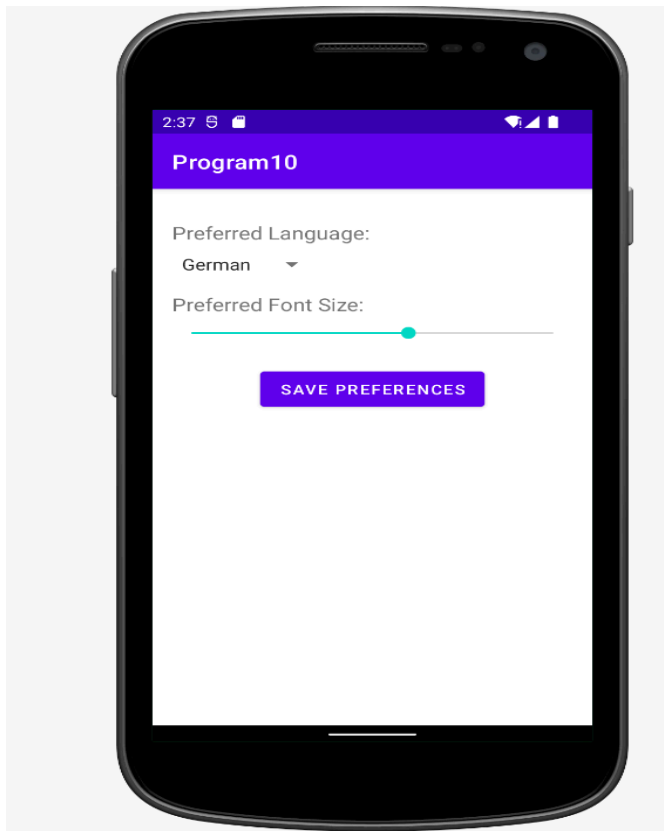 2:37
Program10
Preferred Language:
German
Preferred Font Size:
SAVE PREFERENCES